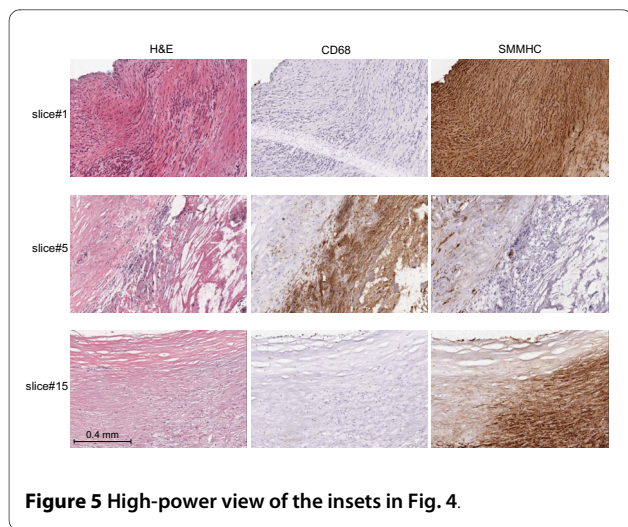 H&E CD68 SMMHC
slice#1
slice#5
slice#15
0.4 mm
Figure 5 High-power view of the insets in Fig. 4.